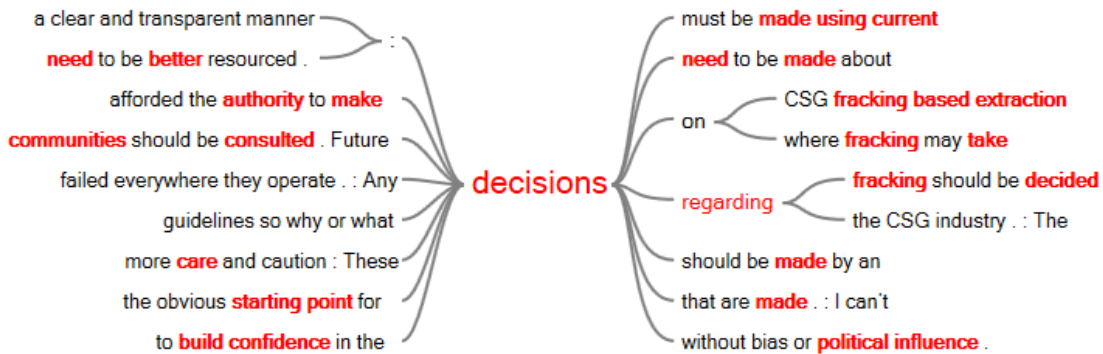 a clear and transparent manner
:
need to be better resourced .
afforded the authority to make
communities should be consulted . Future
failed everywhere they operate . : Any
guidelines so why or what
more care and caution : These
the obvious starting point for
to build confidence in the
decisions
must be made using current
need to be made about
on
CSG fracking based extraction
where fracking may take
regarding
fracking should be decided
the CSG industry . : The
should be made by an
that are made . : I can't
without bias or political influence .